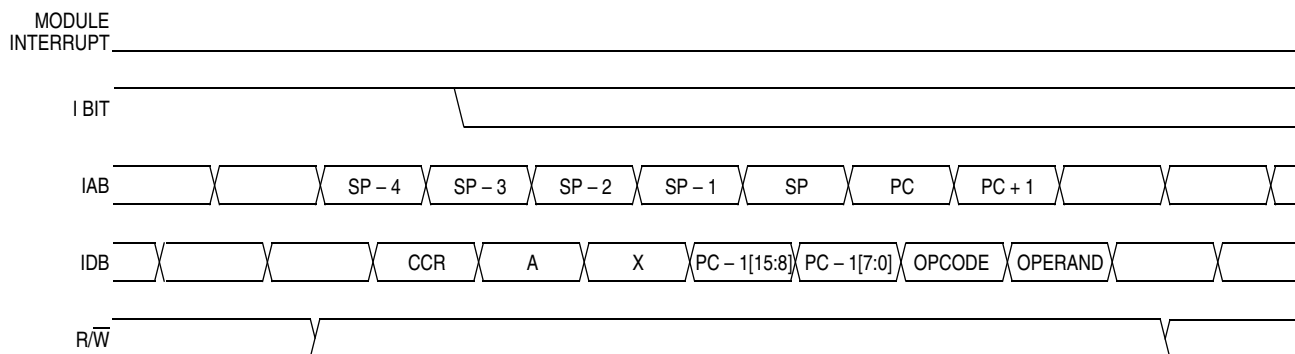 MODULE
INTERRUPT
I BIT
IAB SP – 4 SP – 3 SP – 2 SP – 1 SP PC PC + 1
IDB CCR A X PC – 1[15:8] PC – 1[7:0] OPCODE OPERAND
R/W̅